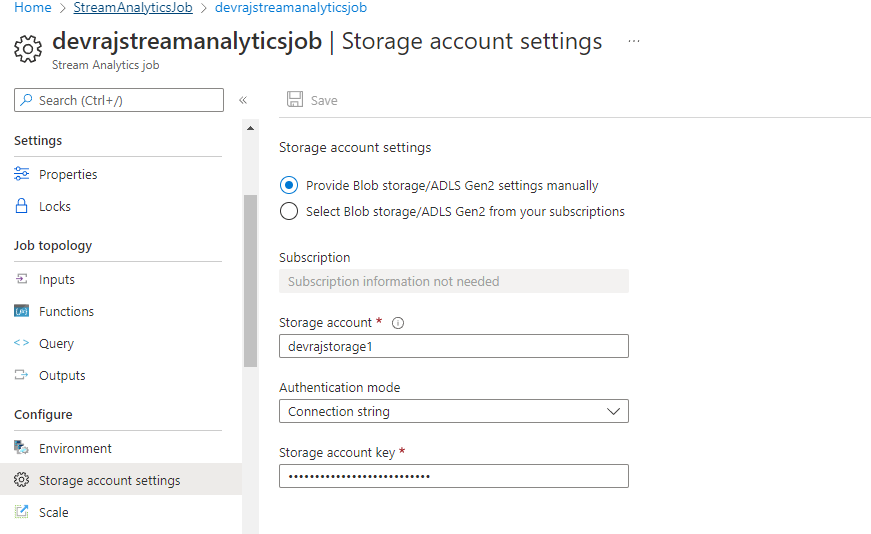 Home > StreamAnalyticsJob > devrajstreamanalyticsjob
devrajstreamanalyticsjob | Storage account settings ...
Stream Analytics job
Search (Ctrl+/)
«
Save
Settings
Properties
Locks
Job topology
Inputs
Functions
Query
Outputs
Configure
Environment
Storage account settings
Scale
Storage account settings
Provide Blob storage/ADLS Gen2 settings manually
Select Blob storage/ADLS Gen2 from your subscriptions
Subscription
Subscription information not needed
Storage account *
devrajstorage1
Authentication mode
Connection string
Storage account key *
•••••••••••••••••••••••••••